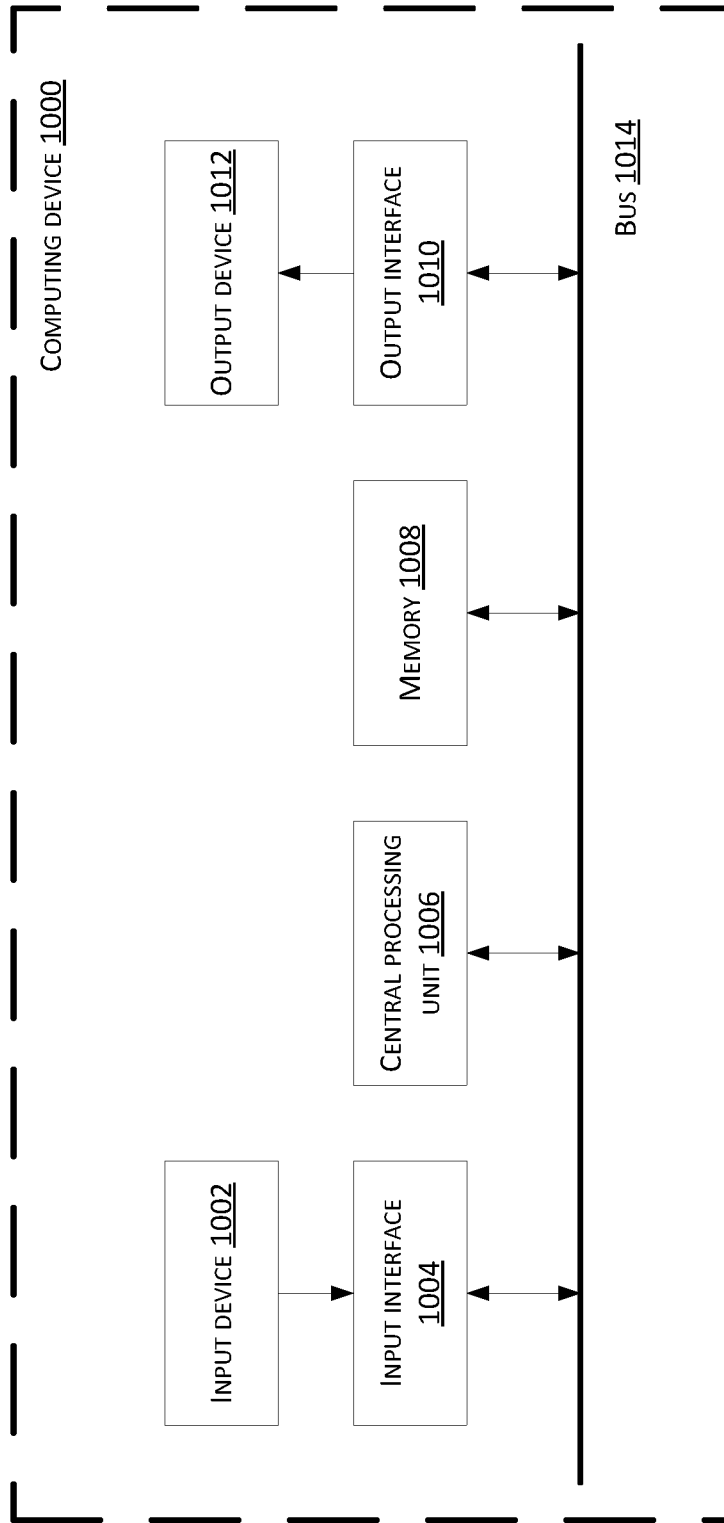 COMPUTING DEVICE 1000
INPUT DEVICE 1002
OUTPUT DEVICE 1012
INPUT INTERFACE
1004
CENTRAL PROCESSING
UNIT 1006
MEMORY 1008
OUTPUT INTERFACE
1010
BUS 1014